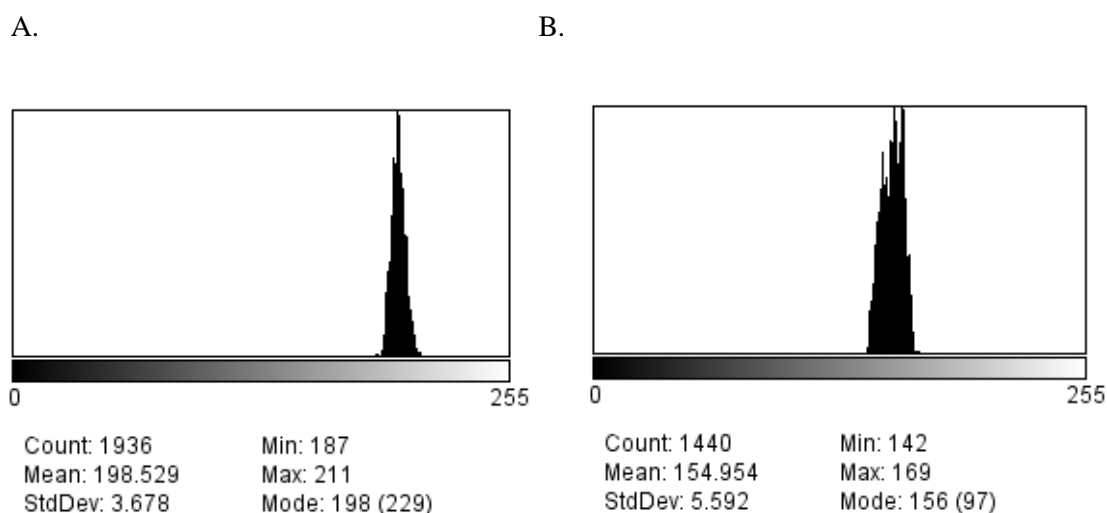 A. B.
0 255 0 255
Count: 1936 Min: 187
Mean: 198.529 Max: 211
StdDev: 3.678 Mode: 198 (229)
Count: 1440 Min: 142
Mean: 154.954 Max: 169
StdDev: 5.592 Mode: 156 (97)